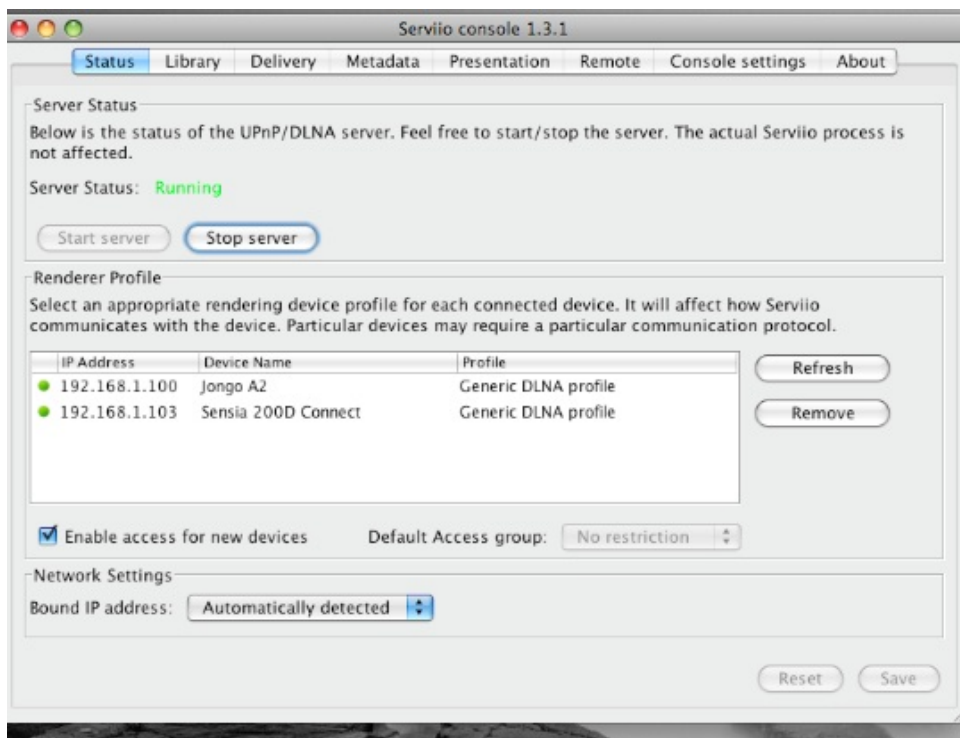 Serviio console 1.3.1
Status Library Delivery Metadata Presentation Remote Console settings About
Server Status
Below is the status of the UPnP/DLNA server. Feel free to start/stop the server. The actual Serviio process is
not affected.
Server Status: Running
Start server Stop server
Renderer Profile
Select an appropriate rendering device profile for each connected device. It will affect how Serviio
communicates with the device. Particular devices may require a particular communication protocol.
IP Address Device Name Profile
192.168.1.100 Jongo A2 Generic DLNA profile
192.168.1.103 Sensia 200D Connect Generic DLNA profile
Refresh
Remove
Enable access for new devices Default Access group: No restriction
Network Settings
Bound IP address: Automatically detected
Reset Save